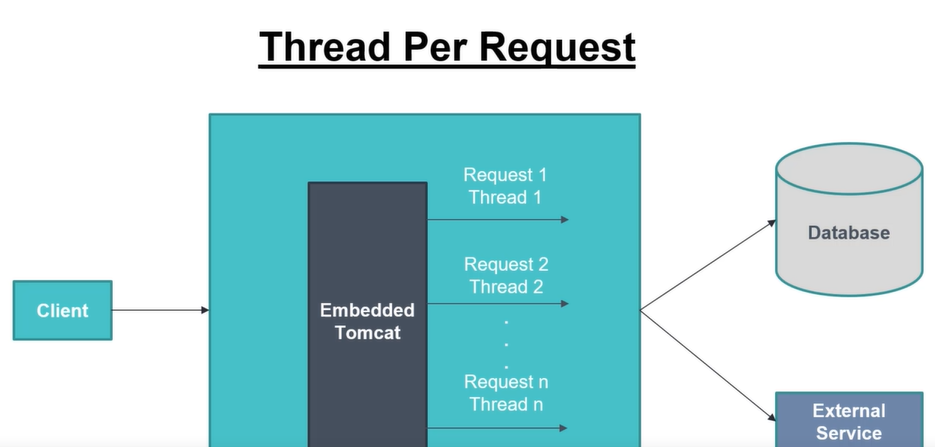 Thread Per Request
Client
Embedded
Tomcat
Request 1
Thread 1
Request 2
Thread 2
.
.
.
Request n
Thread n
Database
External
Service